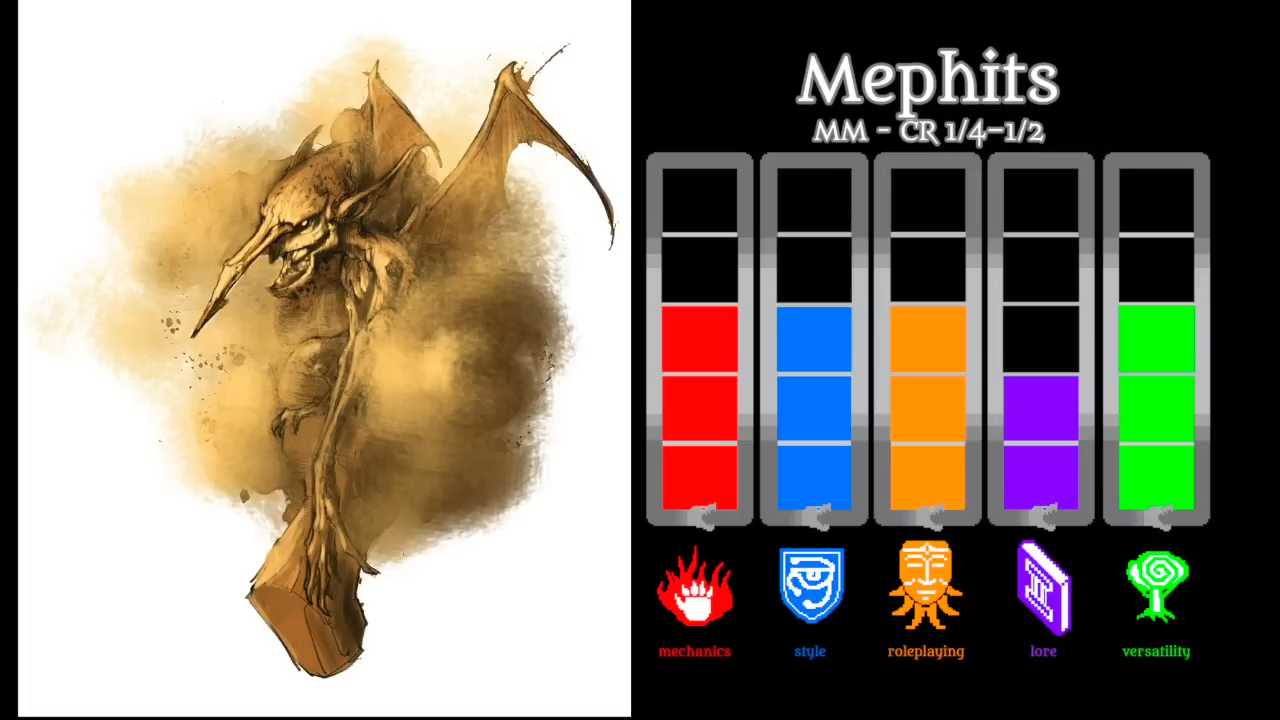 Mephits
MM - CR 1/4-1/2
mechanics
style
roleplaying
lore
versatility